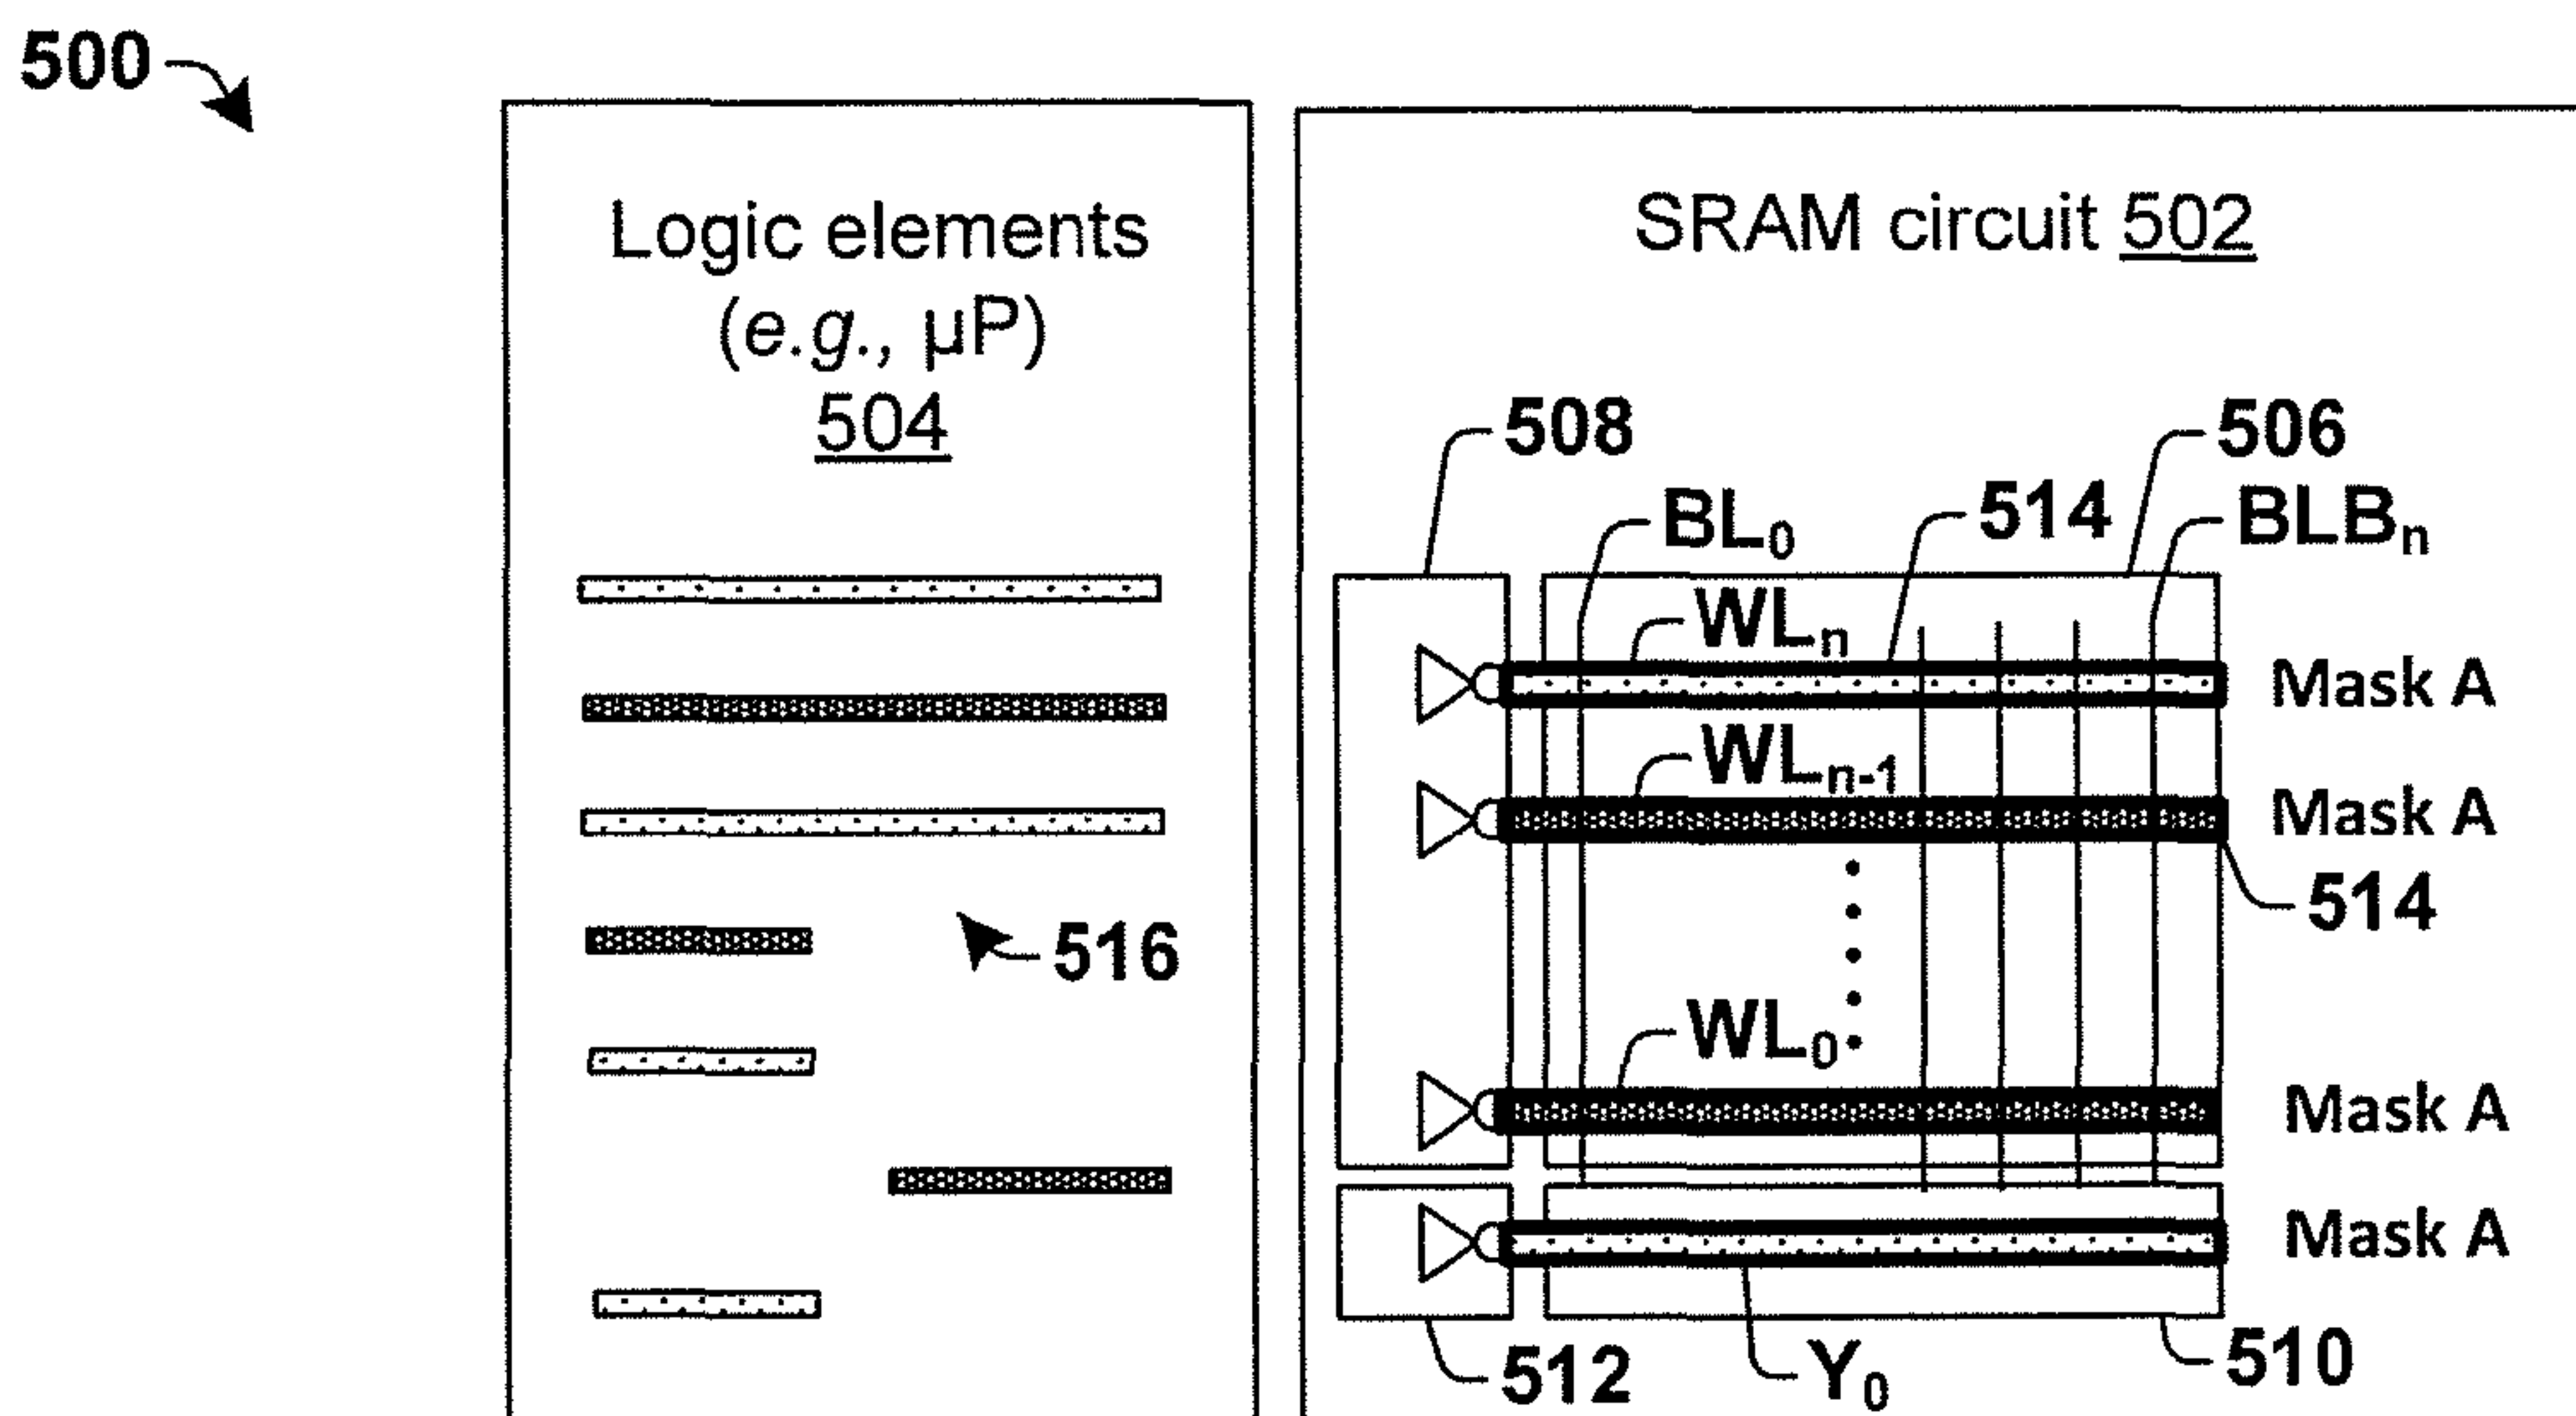 500
Logic elements
(e.g., µP)
504
SRAM circuit 502
508
506
BL₀
514
BLBₙ
WLₙ
Mask A
WLₙ₋₁
Mask A
514
516
WL₀
Mask A
Mask A
512
Y₀
510